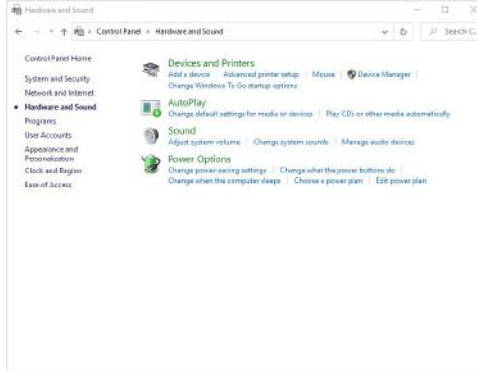 Hardware and Sound
Control Panel > Hardware and Sound
Search C
Control Panel Home
System and Security
Network and Internet
Hardware and Sound
Programs
User Accounts
Appearance and
Personalization
Clock and Region
Ease of Access
Devices and Printers
Add a device | Advanced printer setup | Mouse | Device Manager |
Change Windows To Go startup options
AutoPlay
Change default settings for media or devices | Play CDs or other media automatically
Sound
Adjust system volume | Change system sounds | Manage audio devices
Power Options
Change power-saving settings | Change what the power buttons do |
Change when the computer sleeps | Choose a power plan | Edit power plan